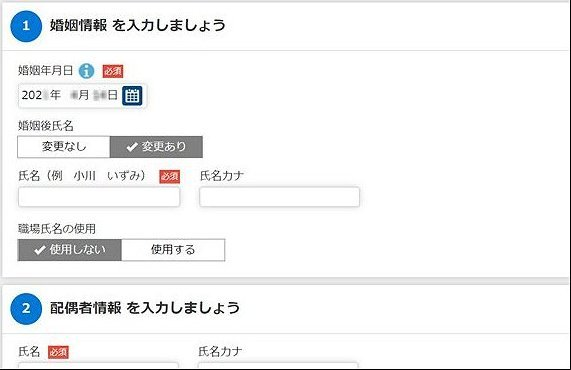 1 婚姻情報 を入力しましょう
婚姻年月日 必須
202 年 月 日
婚姻後氏名
変更なし 変更あり
氏名（例　小川　いずみ） 必須 氏名カナ
職場氏名の使用
使用しない 使用する
2 配偶者情報 を入力しましょう
氏名 必須 氏名カナ